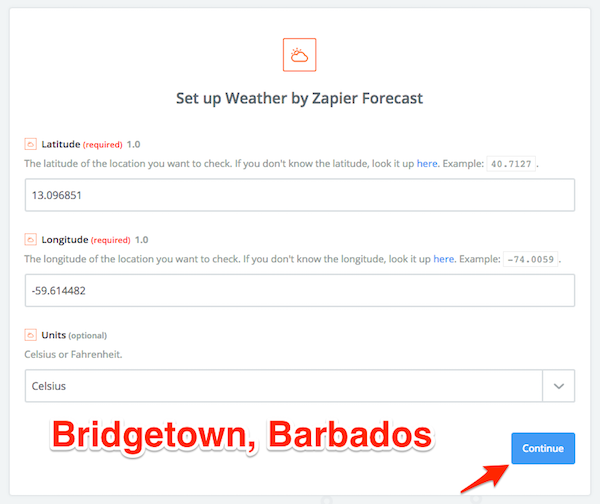 Set up Weather by Zapier Forecast
Latitude (required) 1.0
The latitude of the location you want to check. If you don't know the latitude, look it up here. Example: 40.7127 .
13.096851
Longitude (required) 1.0
The longitude of the location you want to check. If you don't know the longitude, look it up here. Example: -74.0059 .
-59.614482
Units (optional)
Celsius or Fahrenheit.
Celsius
Bridgetown, Barbados
Continue